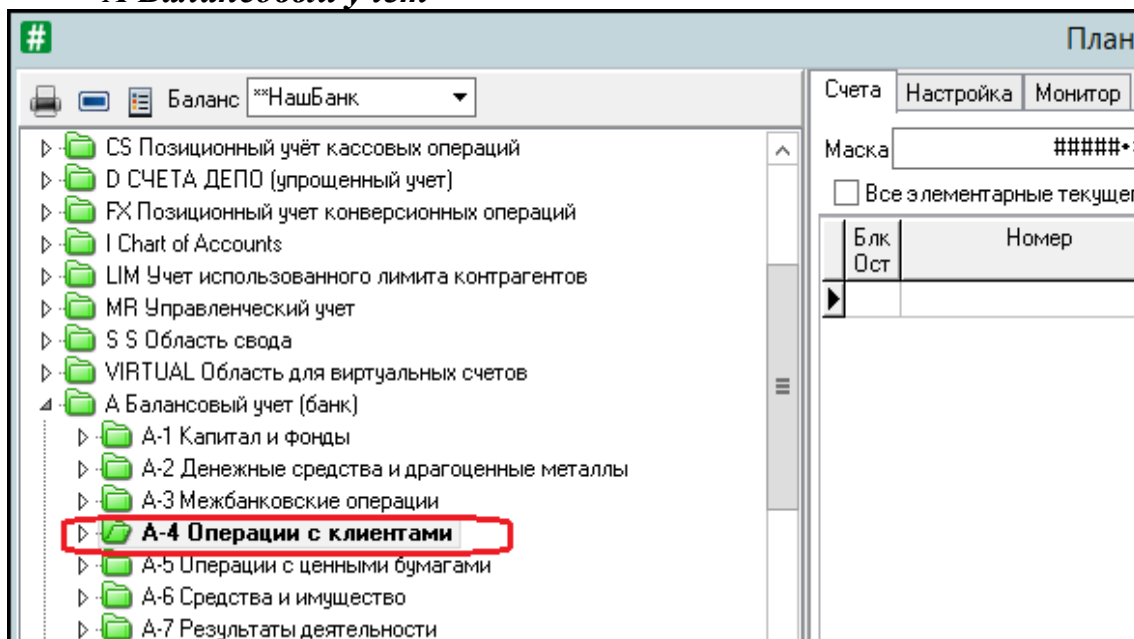 А Балансовый учет
План
Баланс **НашБанк
CS Позиционный учёт кассовых операций
D СЧЕТА ДЕПО (упрощенный учет)
FX Позиционный учет конверсионных операций
I Chart of Accounts
LIM Учет использованного лимита контрагентов
MR Управленческий учет
S S Область свода
VIRTUAL Область для виртуальных счетов
А Балансовый учет (банк)
А-1 Капитал и фонды
А-2 Денежные средства и драгоценные металлы
А-3 Межбанковские операции
А-4 Операции с клиентами
А-5 Операции с ценными бумагами
А-6 Средства и имущество
А-7 Результаты деятельности
Счета Настройка Монитор
Маска #####*
Все элементарные текущег
Блк Ост Номер